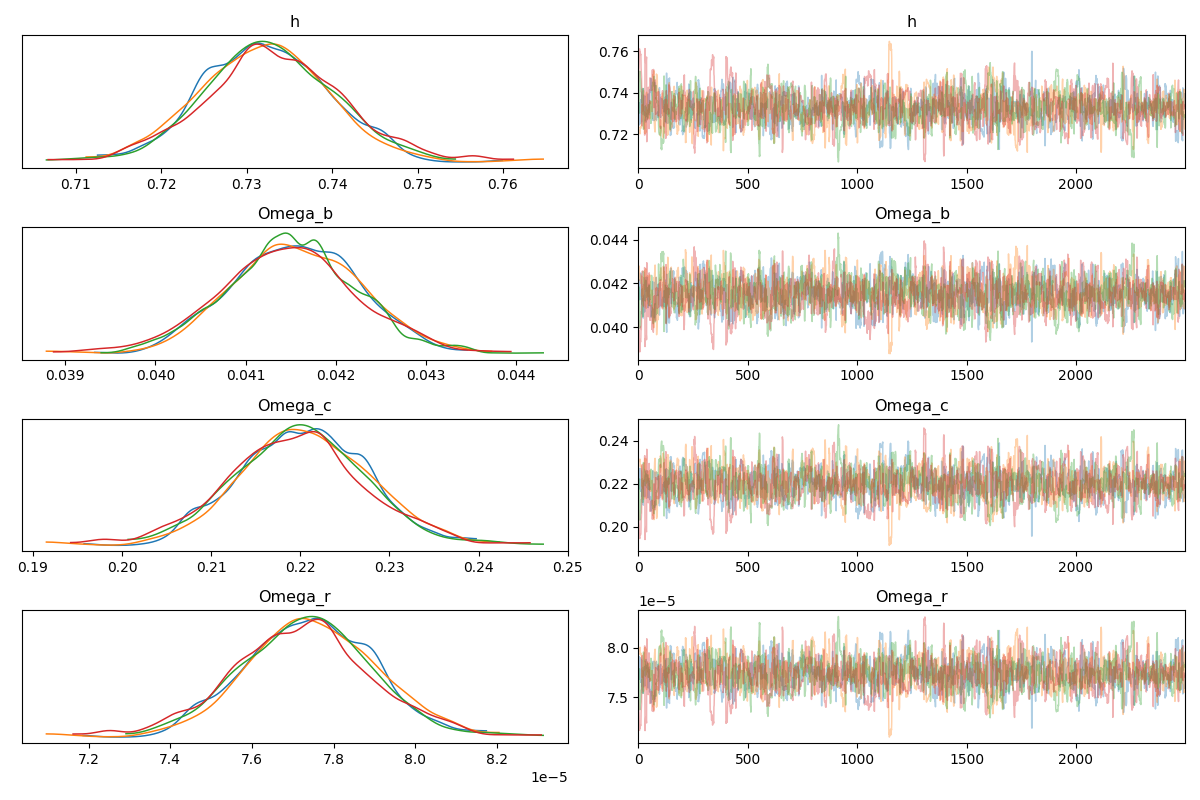 h
0.71 0.72 0.73 0.74 0.75 0.76
h
0.76
0.74
0.72
0 500 1000 1500 2000
Omega_b
0.039 0.040 0.041 0.042 0.043 0.044
Omega_b
0.044
0.042
0.040
0 500 1000 1500 2000
Omega_c
0.19 0.20 0.21 0.22 0.23 0.24 0.25
Omega_c
0.24
0.22
0.20
0 500 1000 1500 2000
Omega_r
7.2 7.4 7.6 7.8 8.0 8.2
1e−5
Omega_r
1e−5
8.0
7.5
0 500 1000 1500 2000